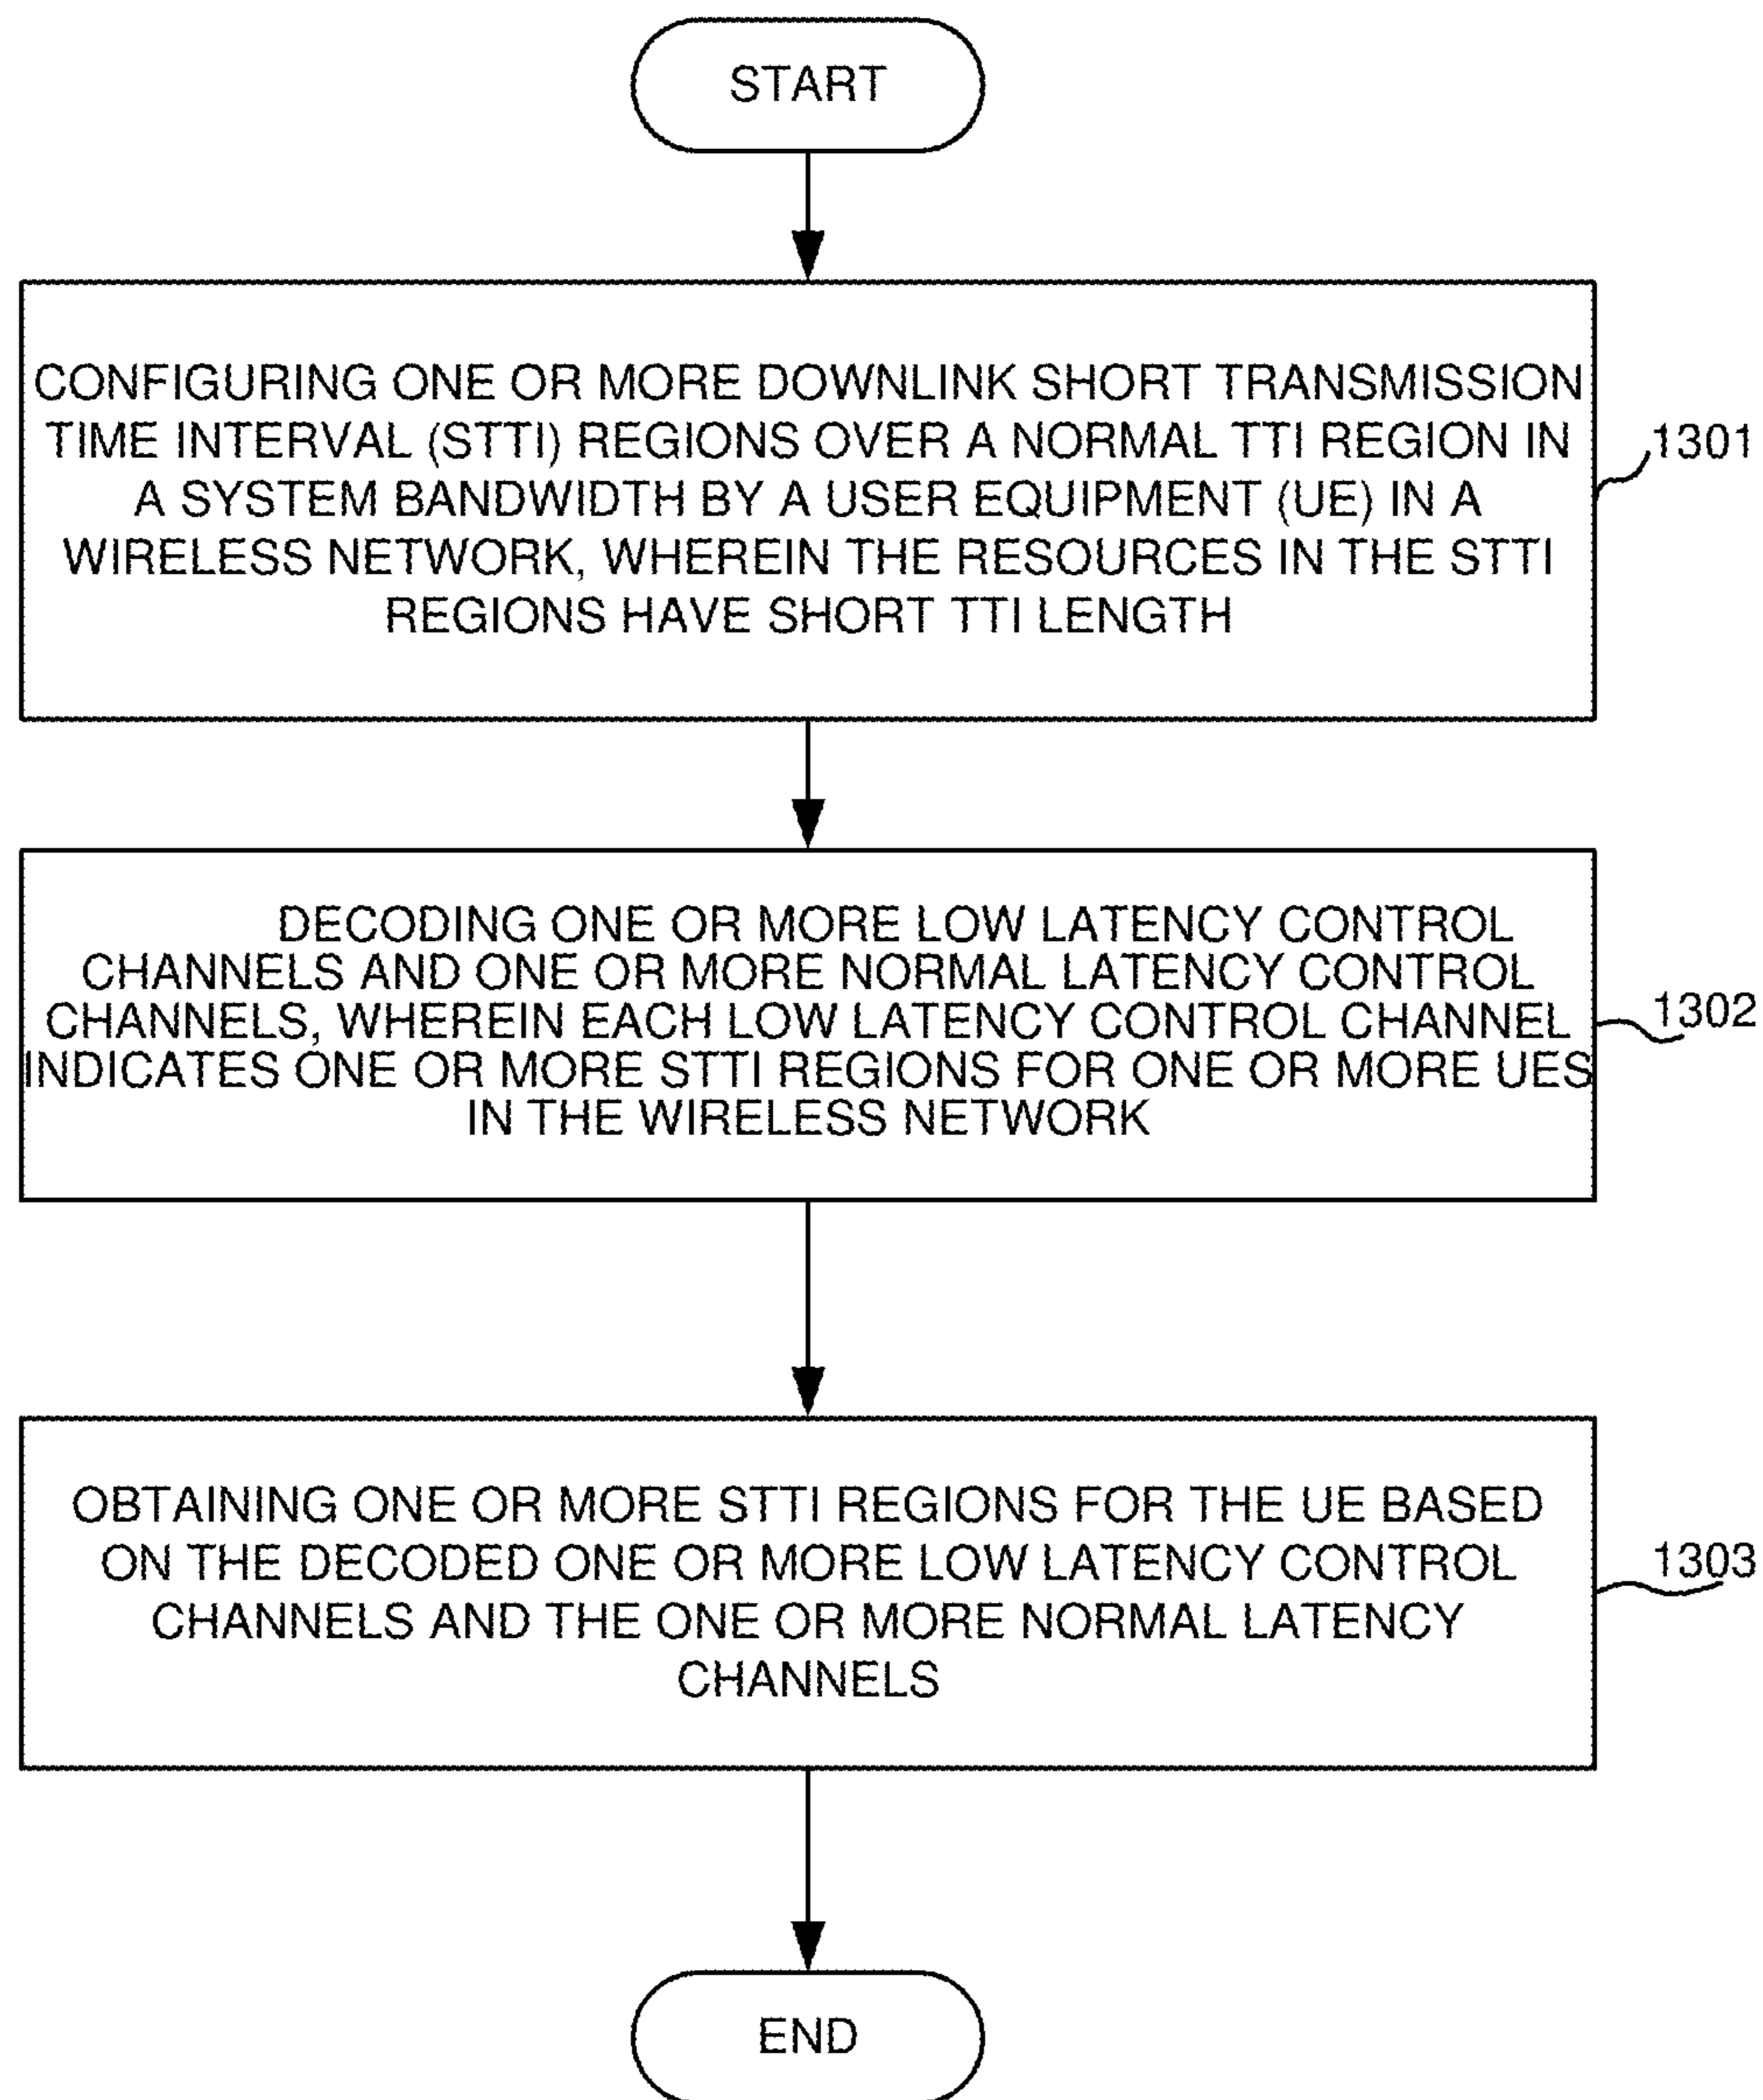 START
CONFIGURING ONE OR MORE DOWNLINK SHORT TRANSMISSION
TIME INTERVAL (STTI) REGIONS OVER A NORMAL TTI REGION IN
A SYSTEM BANDWIDTH BY A USER EQUIPMENT (UE) IN A
WIRELESS NETWORK, WHEREIN THE RESOURCES IN THE STTI
REGIONS HAVE SHORT TTI LENGTH
1301
DECODING ONE OR MORE LOW LATENCY CONTROL
CHANNELS AND ONE OR MORE NORMAL LATENCY CONTROL
CHANNELS, WHEREIN EACH LOW LATENCY CONTROL CHANNEL
INDICATES ONE OR MORE STTI REGIONS FOR ONE OR MORE UES
IN THE WIRELESS NETWORK
1302
OBTAINING ONE OR MORE STTI REGIONS FOR THE UE BASED
ON THE DECODED ONE OR MORE LOW LATENCY CONTROL
CHANNELS AND THE ONE OR MORE NORMAL LATENCY
CHANNELS
1303
END